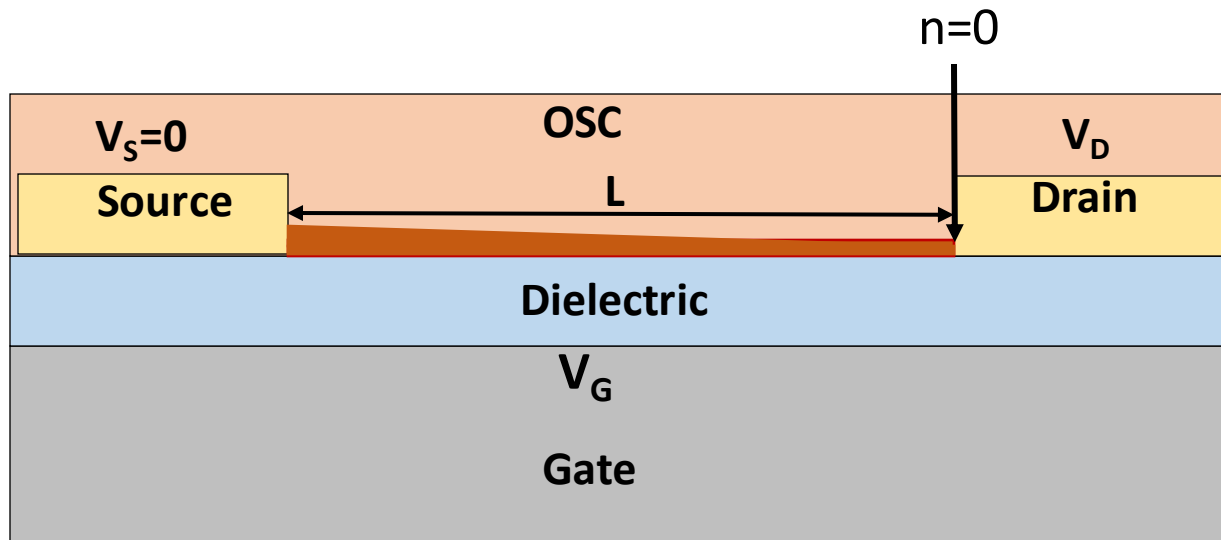 n=0
OSC
V_S=0
V_D
Source
L
Drain
Dielectric
V_G
Gate